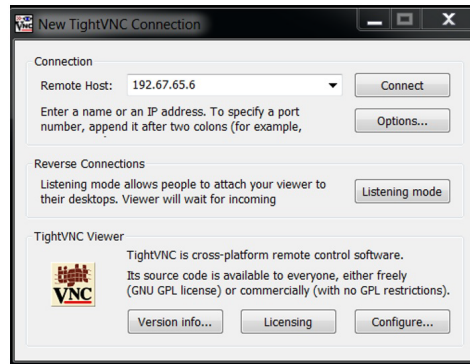 New TightVNC Connection
Connection
Remote Host: 192.67.65.6
Connect
Enter a name or an IP address. To specify a port
number, append it after two colons (for example,
Options...
Reverse Connections
Listening mode allows people to attach your viewer to
their desktops. Viewer will wait for incoming
Listening mode
TightVNC Viewer
TightVNC is cross-platform remote control software.
Its source code is available to everyone, either freely
(GNU GPL license) or commercially (with no GPL restrictions).
tight
VNC
Version info...
Licensing
Configure...